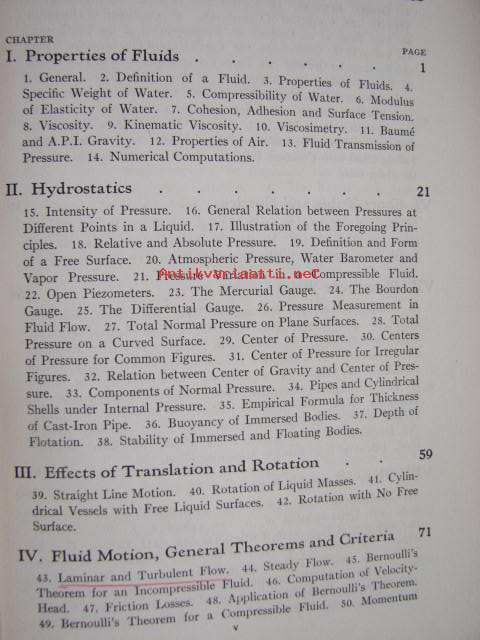 CHAPTER PAGE
I. Properties of Fluids . . . . . . 1
1. General. 2. Definition of a Fluid. 3. Properties of Fluids. 4.
Specific Weight of Water. 5. Compressibility of Water. 6. Modulus
of Elasticity of Water. 7. Cohesion, Adhesion and Surface Tension.
8. Viscosity. 9. Kinematic Viscosity. 10. Viscosimetry. 11. Baumé
and A.P.I. Gravity. 12. Properties of Air. 13. Fluid Transmission of
Pressure. 14. Numerical Computations.
II. Hydrostatics . . . . . . . 21
15. Intensity of Pressure. 16. General Relation between Pressures at
Different Points in a Liquid. 17. Illustration of the Foregoing Prin-
ciples. 18. Relative and Absolute Pressure. 19. Definition and Form
of a Free Surface. 20. Atmospheric Pressure, Water Barometer and
Vapor Pressure. 21. Pressure Variation in a Compressible Fluid.
Antikvariaatti.net
22. Open Piezometers. 23. The Mercurial Gauge. 24. The Bourdon
Gauge. 25. The Differential Gauge. 26. Pressure Measurement in
Fluid Flow. 27. Total Normal Pressure on Plane Surfaces. 28. Total
Pressure on a Curved Surface. 29. Center of Pressure. 30. Centers
of Pressure for Common Figures. 31. Center of Pressure for Irregular
Figures. 32. Relation between Center of Gravity and Center of Pres-
sure. 33. Components of Normal Pressure. 34. Pipes and Cylindrical
Shells under Internal Pressure. 35. Empirical Formula for Thickness
of Cast-Iron Pipe. 36. Buoyancy of Immersed Bodies. 37. Depth of
Flotation. 38. Stability of Immersed and Floating Bodies.
III. Effects of Translation and Rotation . . 59
39. Straight Line Motion. 40. Rotation of Liquid Masses. 41. Cylin-
drical Vessels with Free Liquid Surfaces. 42. Rotation with No Free
Surface.
IV. Fluid Motion, General Theorems and Criteria 71
43. Laminar and Turbulent Flow. 44. Steady Flow. 45. Bernoulli's
Theorem for an Incompressible Fluid. 46. Computation of Velocity-
Head. 47. Friction Losses. 48. Application of Bernoulli's Theorem.
49. Bernoulli's Theorem for a Compressible Fluid. 50. Momentum
v